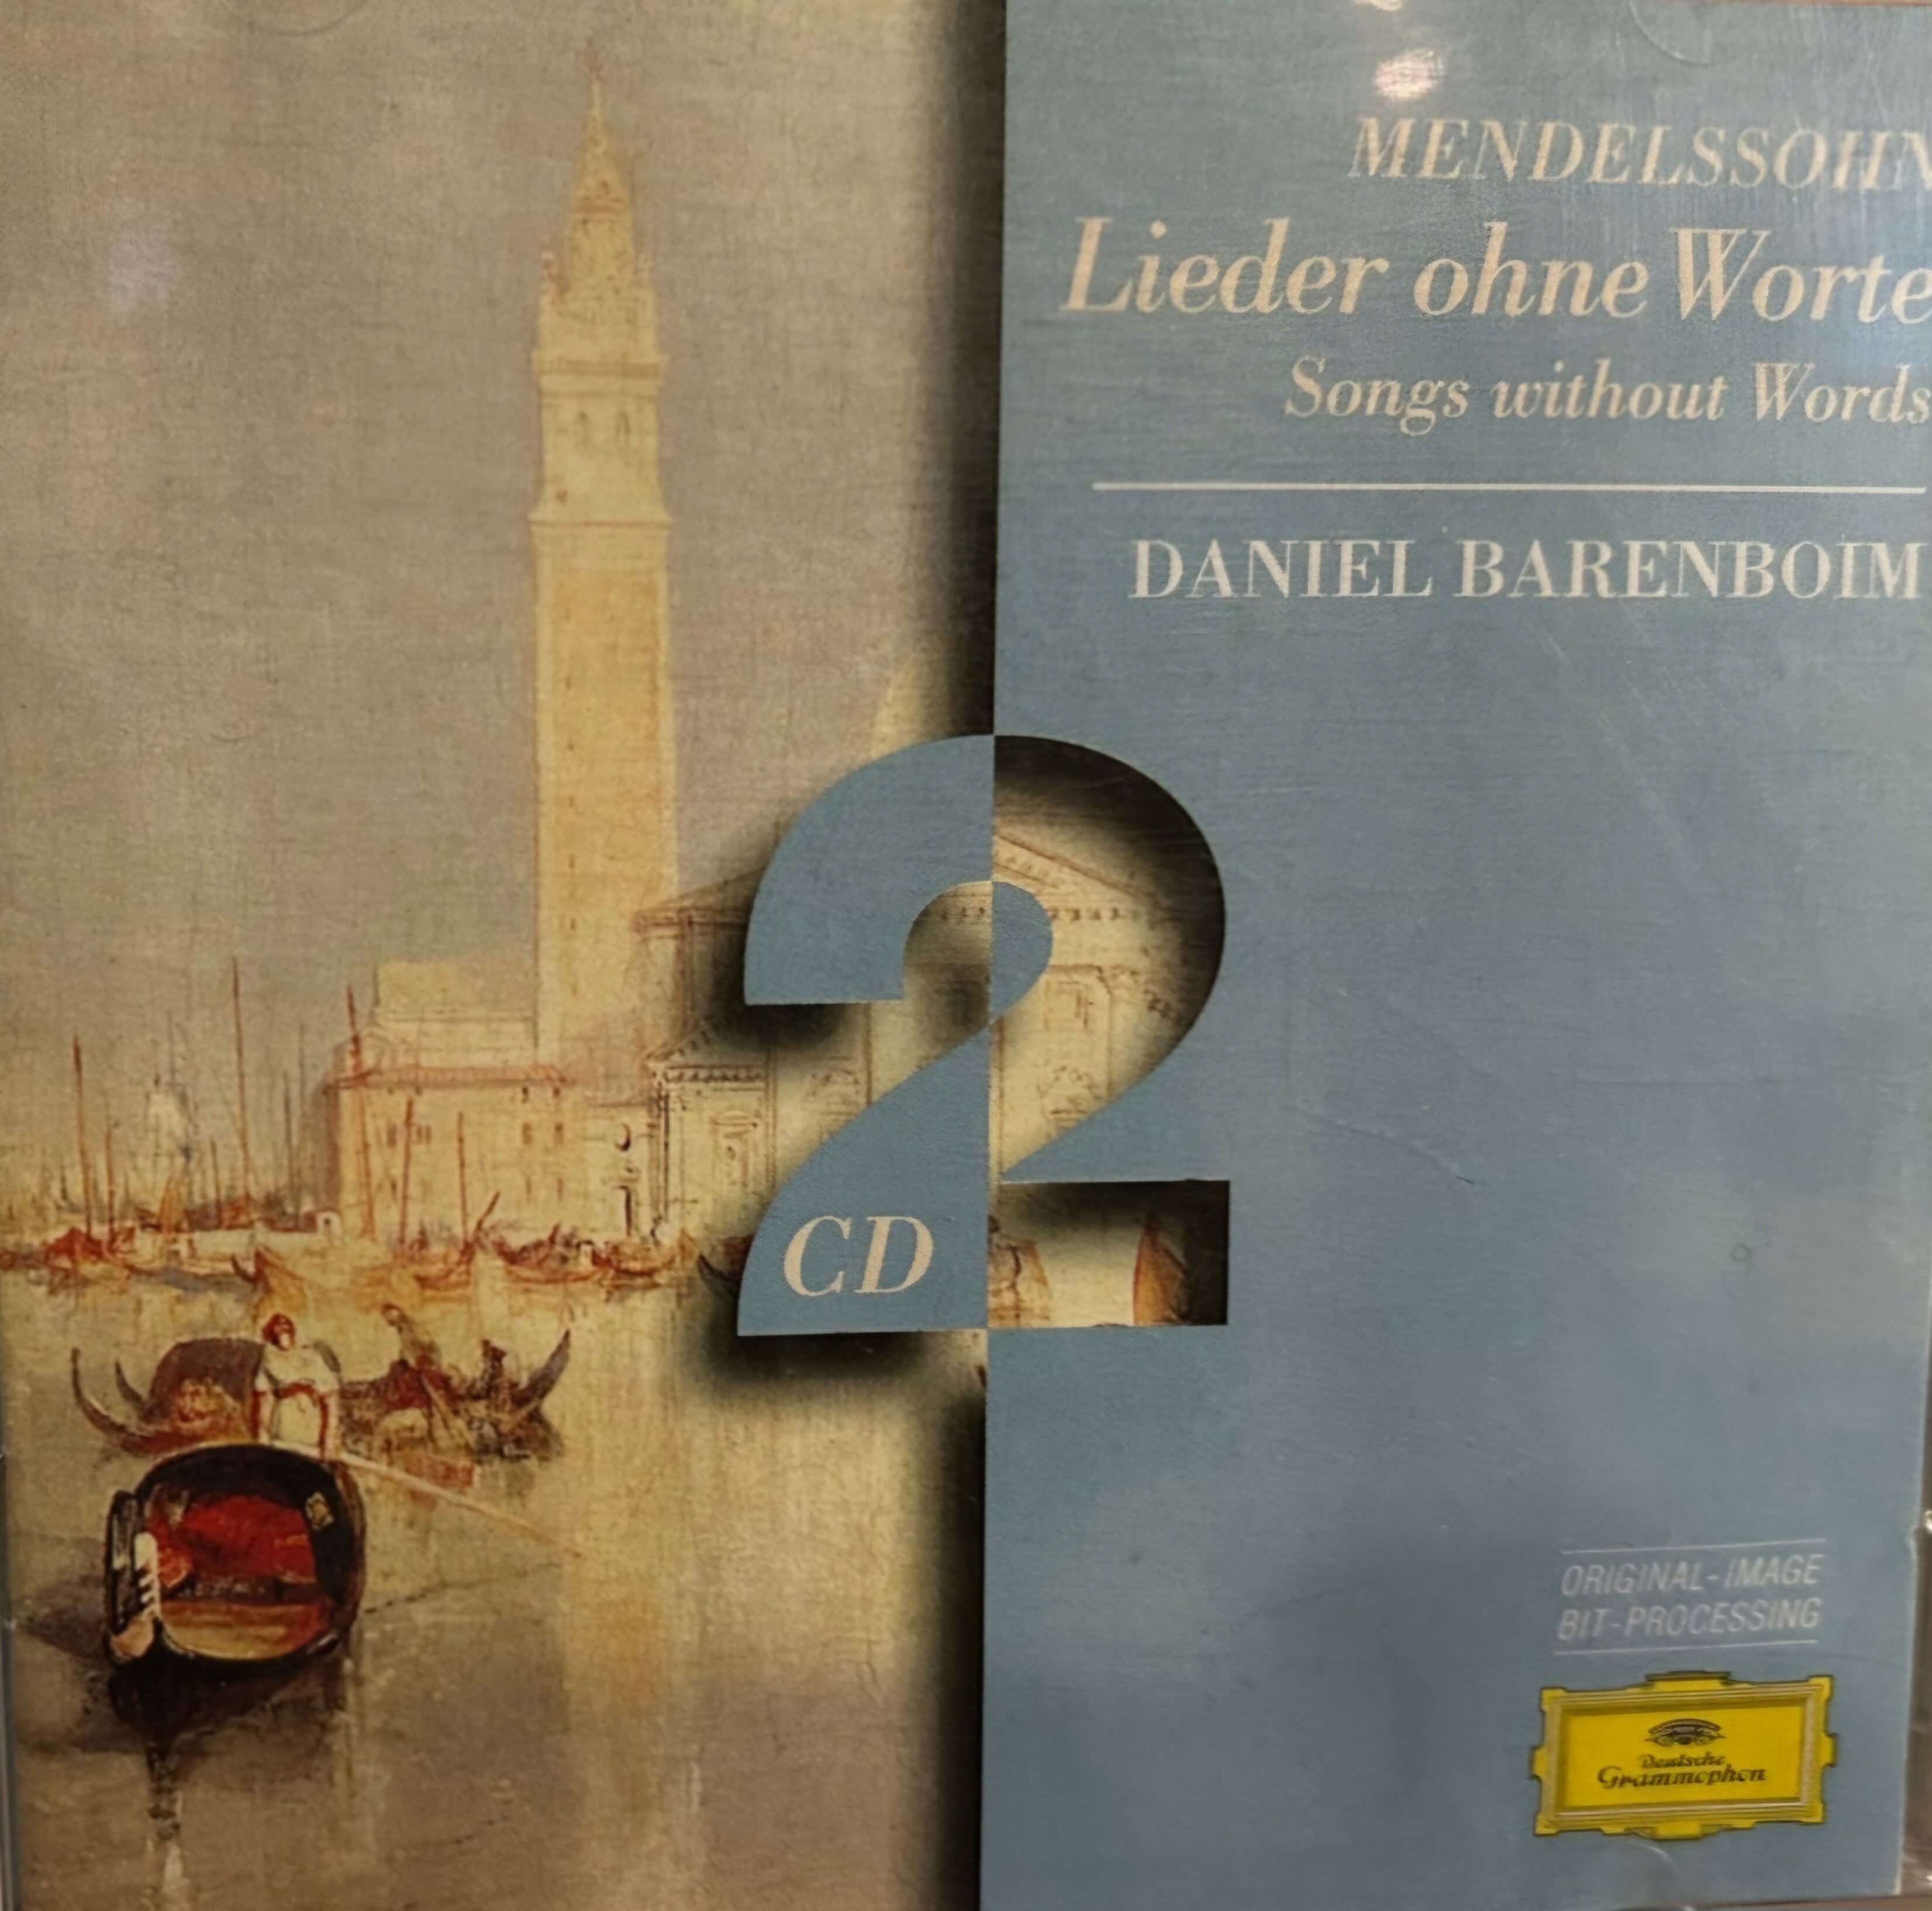 MENDELSSOHN
Lieder ohne Worte
Songs without Words
DANIEL BARENBOIM
2
CD
ORIGINAL-IMAGE
BIT-PROCESSING
Deutsche
Grammophon